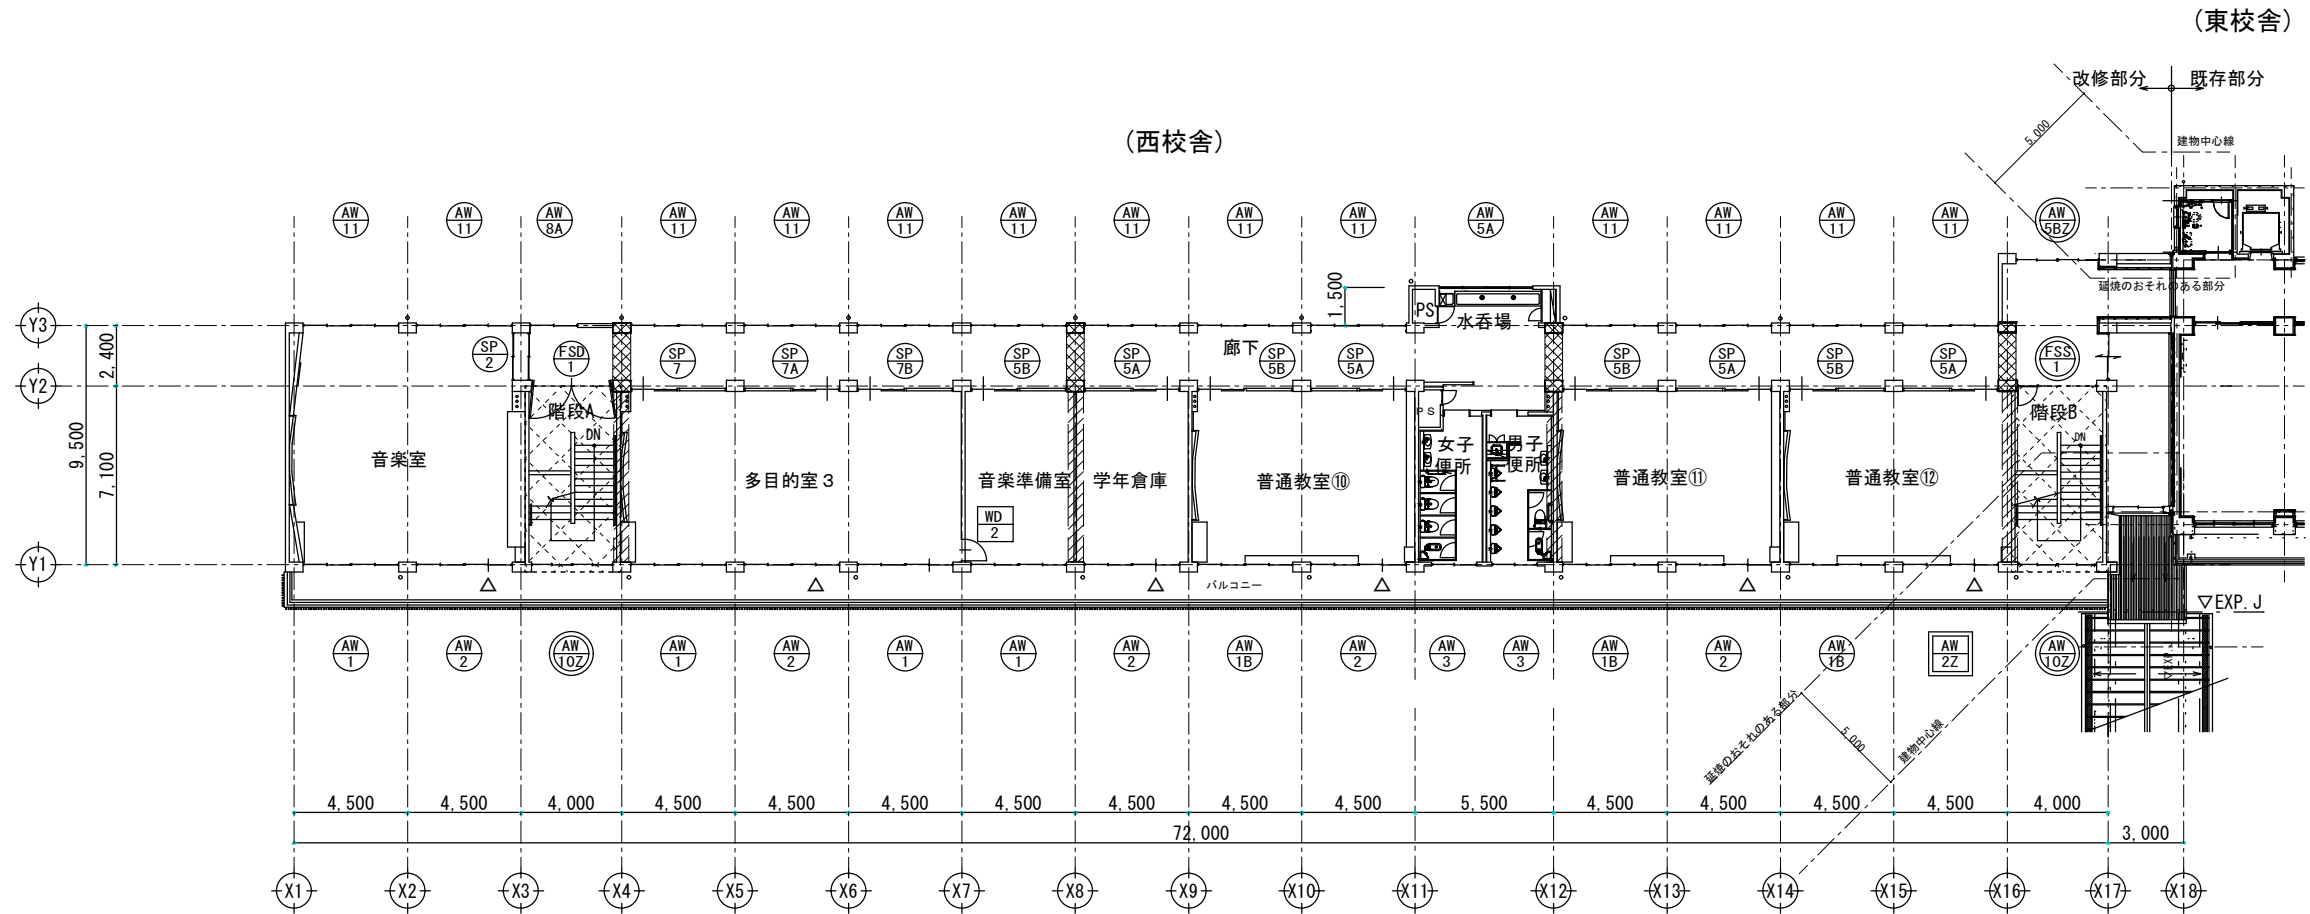 (東校舎)
改修部分 既存部分
(西校舎)
5,000
建物中心線
AW 11
AW 11
AW 8A
AW 11
AW 11
AW 11
AW 11
AW 11
AW 11
AW 11
AW 5A
AW 11
AW 11
AW 11
AW 11
AW 5BZ
延焼のおそれのある部分
1,500
PS
水呑場
Y3
2,400
SP 2
FSD 1
SP 7
SP 7A
SP 7B
SP 5B
SP 5A
廊下
SP 5B
SP 5A
SP 5B
SP 5A
SP 5B
SP 5A
FSS 1
Y2
9,500
7,100
階段A
DN
PS
階段B
DN
音楽室
多目的室3
音楽準備室
学年倉庫
普通教室⑩
女子
便所
男子
便所
普通教室⑪
普通教室⑫
WD 2
Y1
バルコニー
▽EXP.J
AW 1
AW 2
AW 10Z
AW 1
AW 2
AW 1
AW 1
AW 2
AW 1B
AW 2
AW 3
AW 3
AW 1B
AW 2
AW 1B
AW 2Z
AW 10Z
▽EXP.
延焼のおそれのある部分
5,000
建物中心線
4,500 4,500 4,000 4,500 4,500 4,500 4,500 4,500 4,500 4,500 5,500 4,500 4,500 4,500 4,500 4,000
72,000 3,000
X1 X2 X3 X4 X5 X6 X7 X8 X9 X10 X11 X12 X13 X14 X15 X16 X17 X18